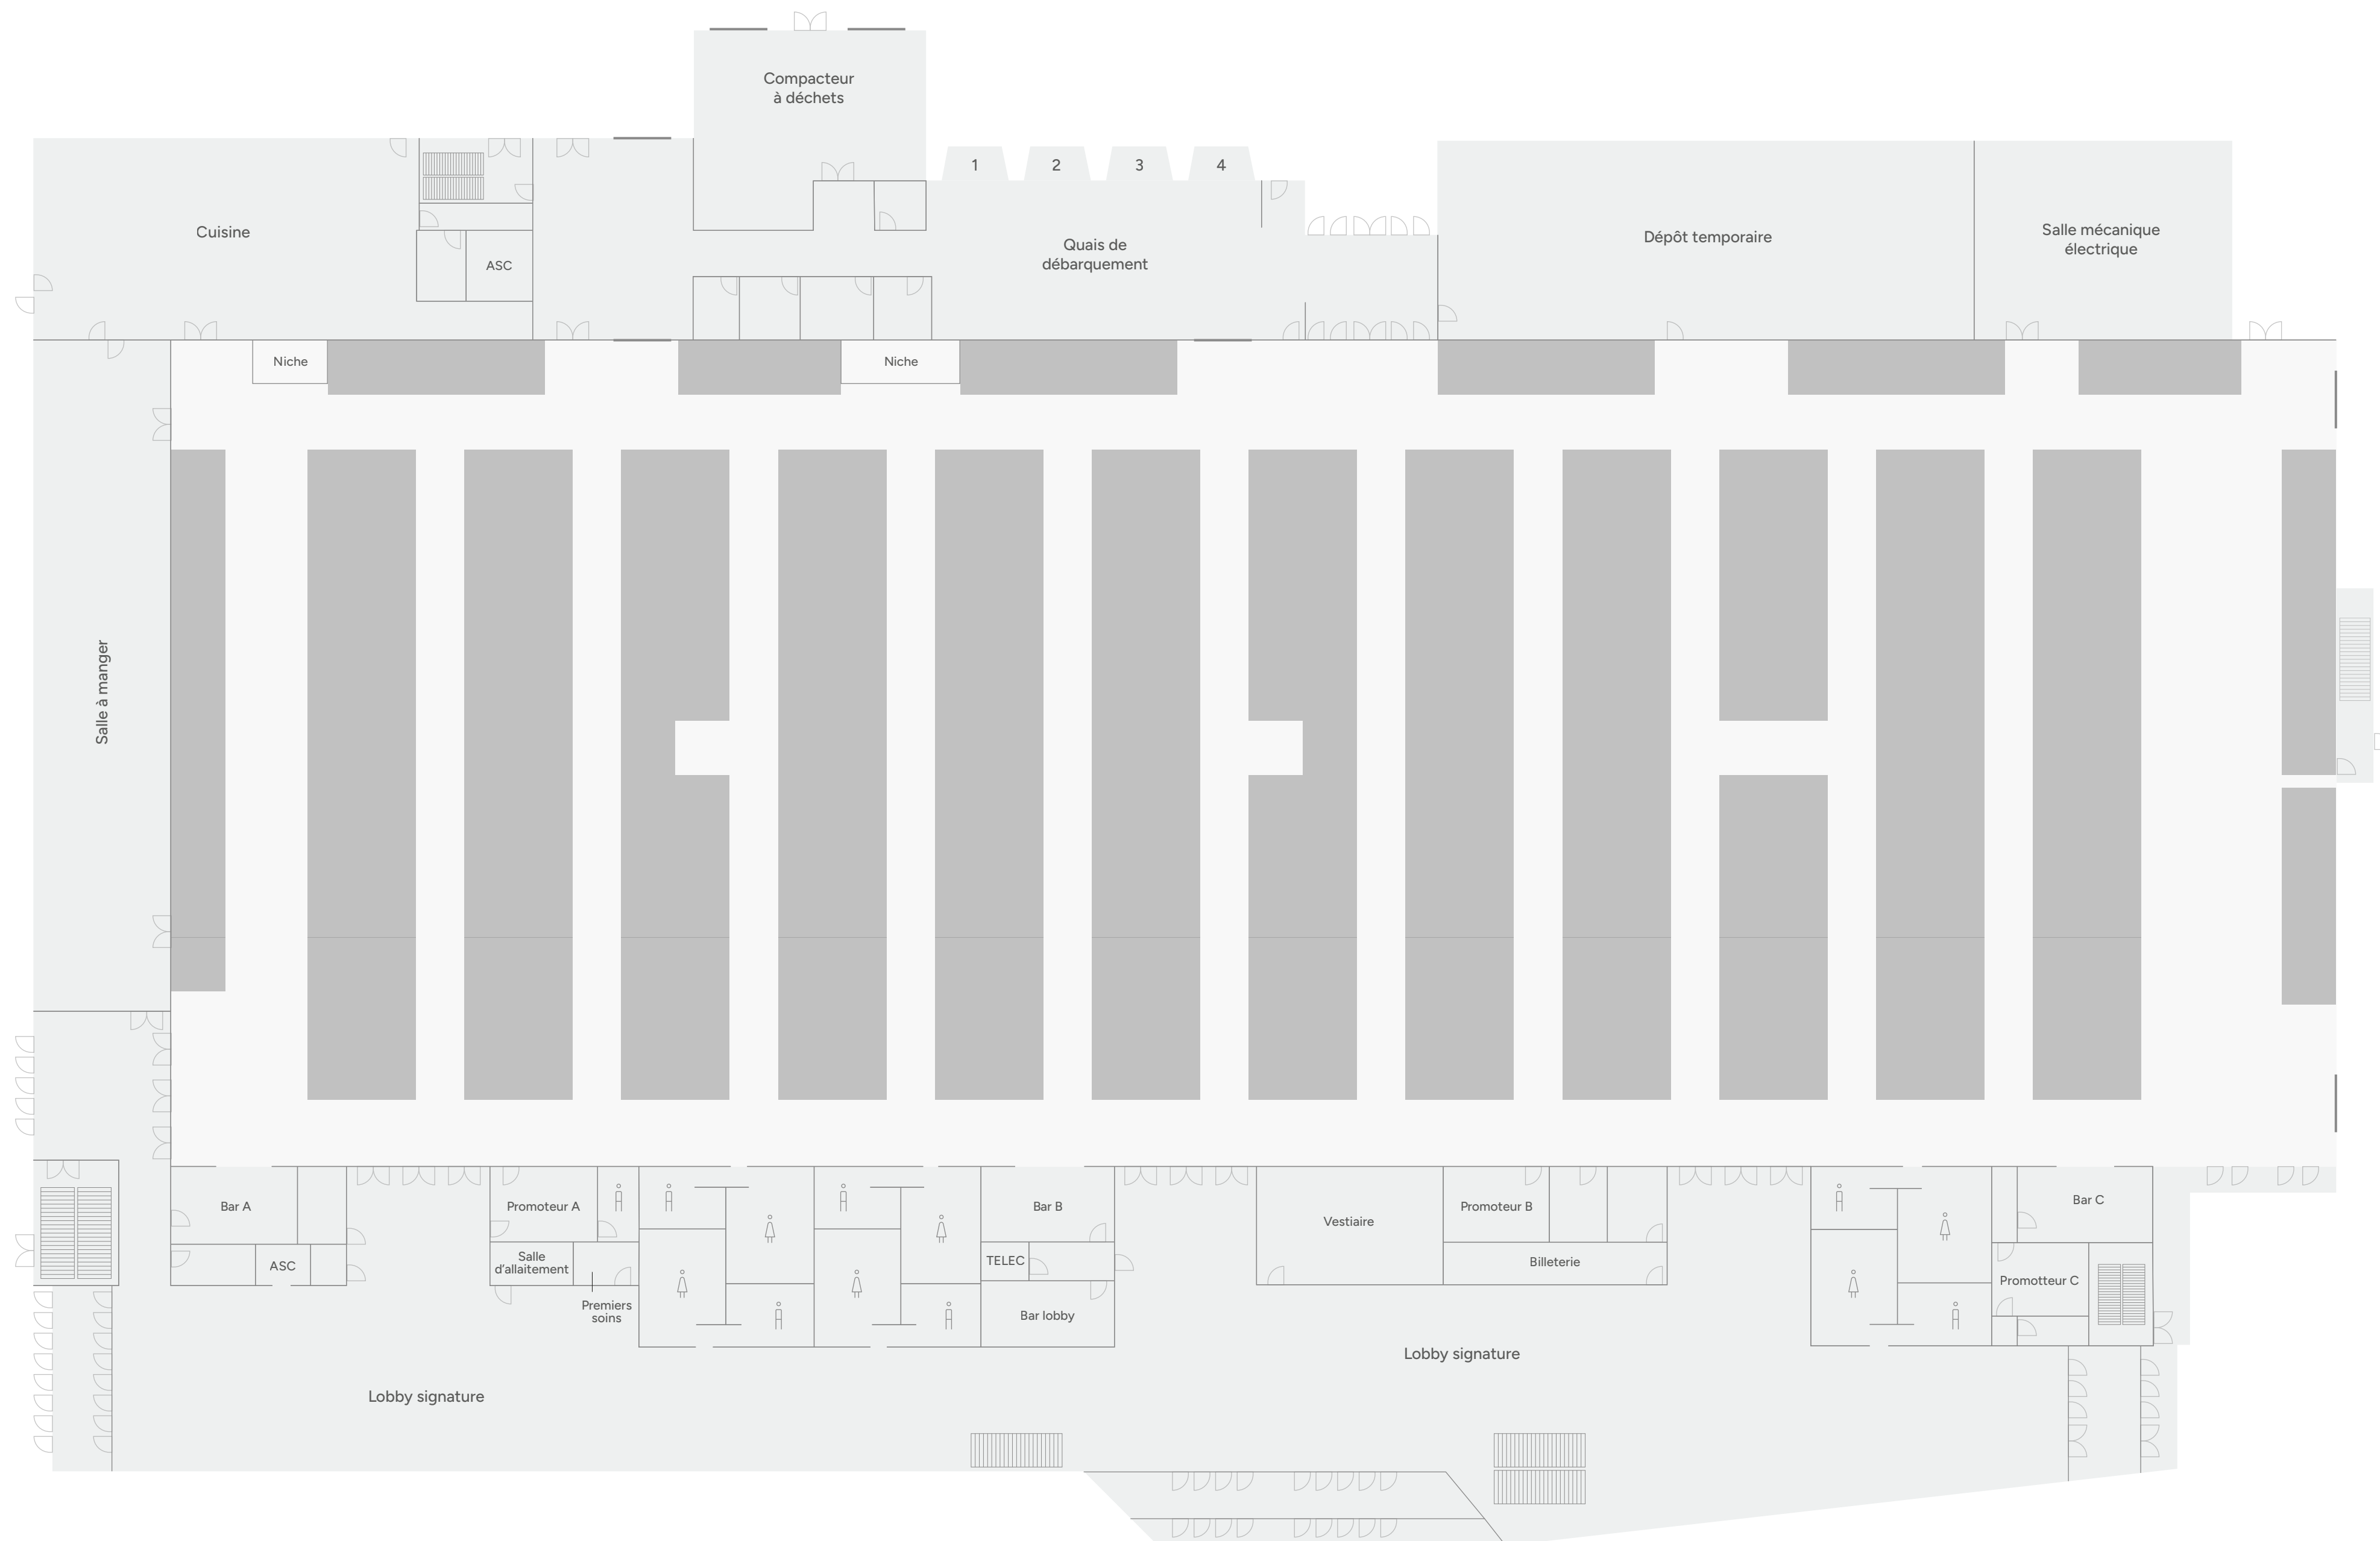 Compacteur
à déchets
1
2
3
4
Cuisine
ASC
Quais de
débarquement
Dépôt temporaire
Salle mécanique
électrique
Niche
Niche
Salle à manger
Bar A
ASC
Promoteur A
Salle
d'allaitement
Premiers
soins
Bar B
TELEC
Bar lobby
Vestiaire
Promoteur B
Billeterie
Bar C
Promotteur C
Lobby signature
Lobby signature